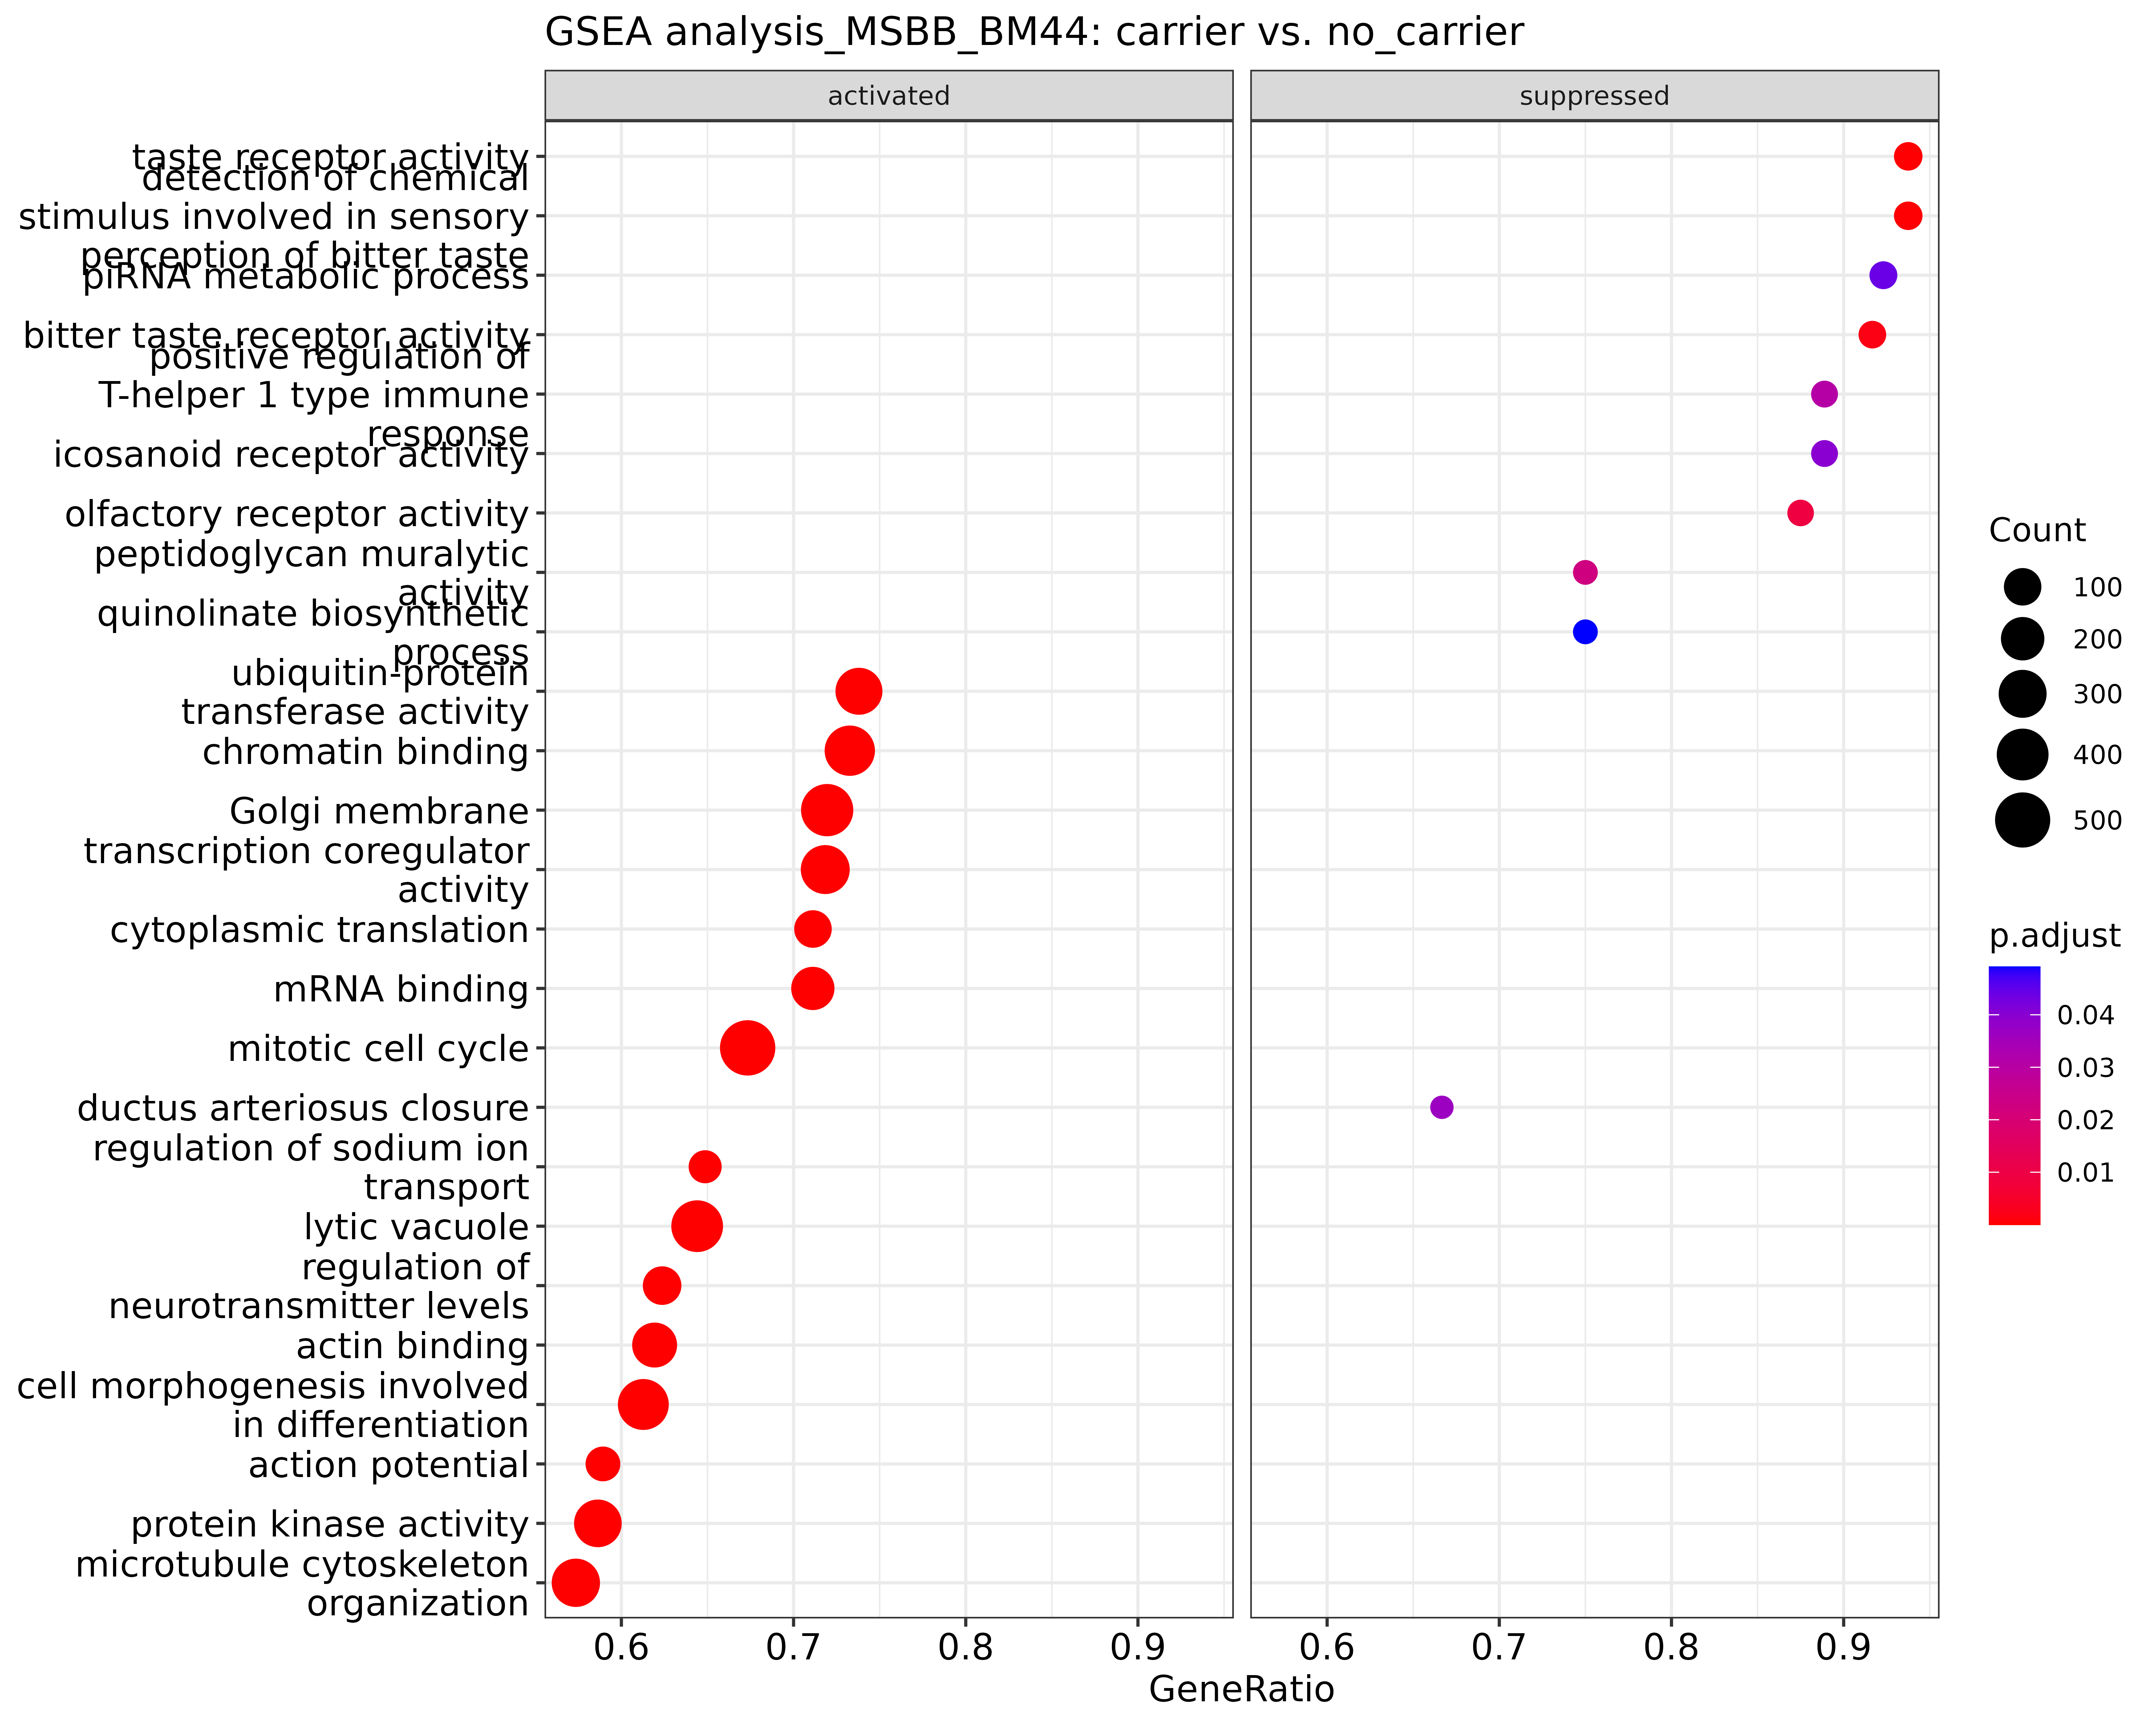 GSEA analysis_MSBB_BM44: carrier vs. no_carrier
activated
suppressed
taste receptor activity
detection of chemical
stimulus involved in sensory
perception of bitter taste
piRNA metabolic process
bitter taste receptor activity
positive regulation of
T-helper 1 type immune
response
icosanoid receptor activity
olfactory receptor activity
peptidoglycan muralytic
activity
quinolinate biosynthetic
process
ubiquitin-protein
transferase activity
chromatin binding
Golgi membrane
transcription coregulator
activity
cytoplasmic translation
mRNA binding
mitotic cell cycle
ductus arteriosus closure
regulation of sodium ion
transport
lytic vacuole
regulation of
neurotransmitter levels
actin binding
cell morphogenesis involved
in differentiation
action potential
protein kinase activity
microtubule cytoskeleton
organization
0.6 0.7 0.8 0.9
0.6 0.7 0.8 0.9
GeneRatio
Count
100
200
300
400
500
p.adjust
0.04
0.03
0.02
0.01